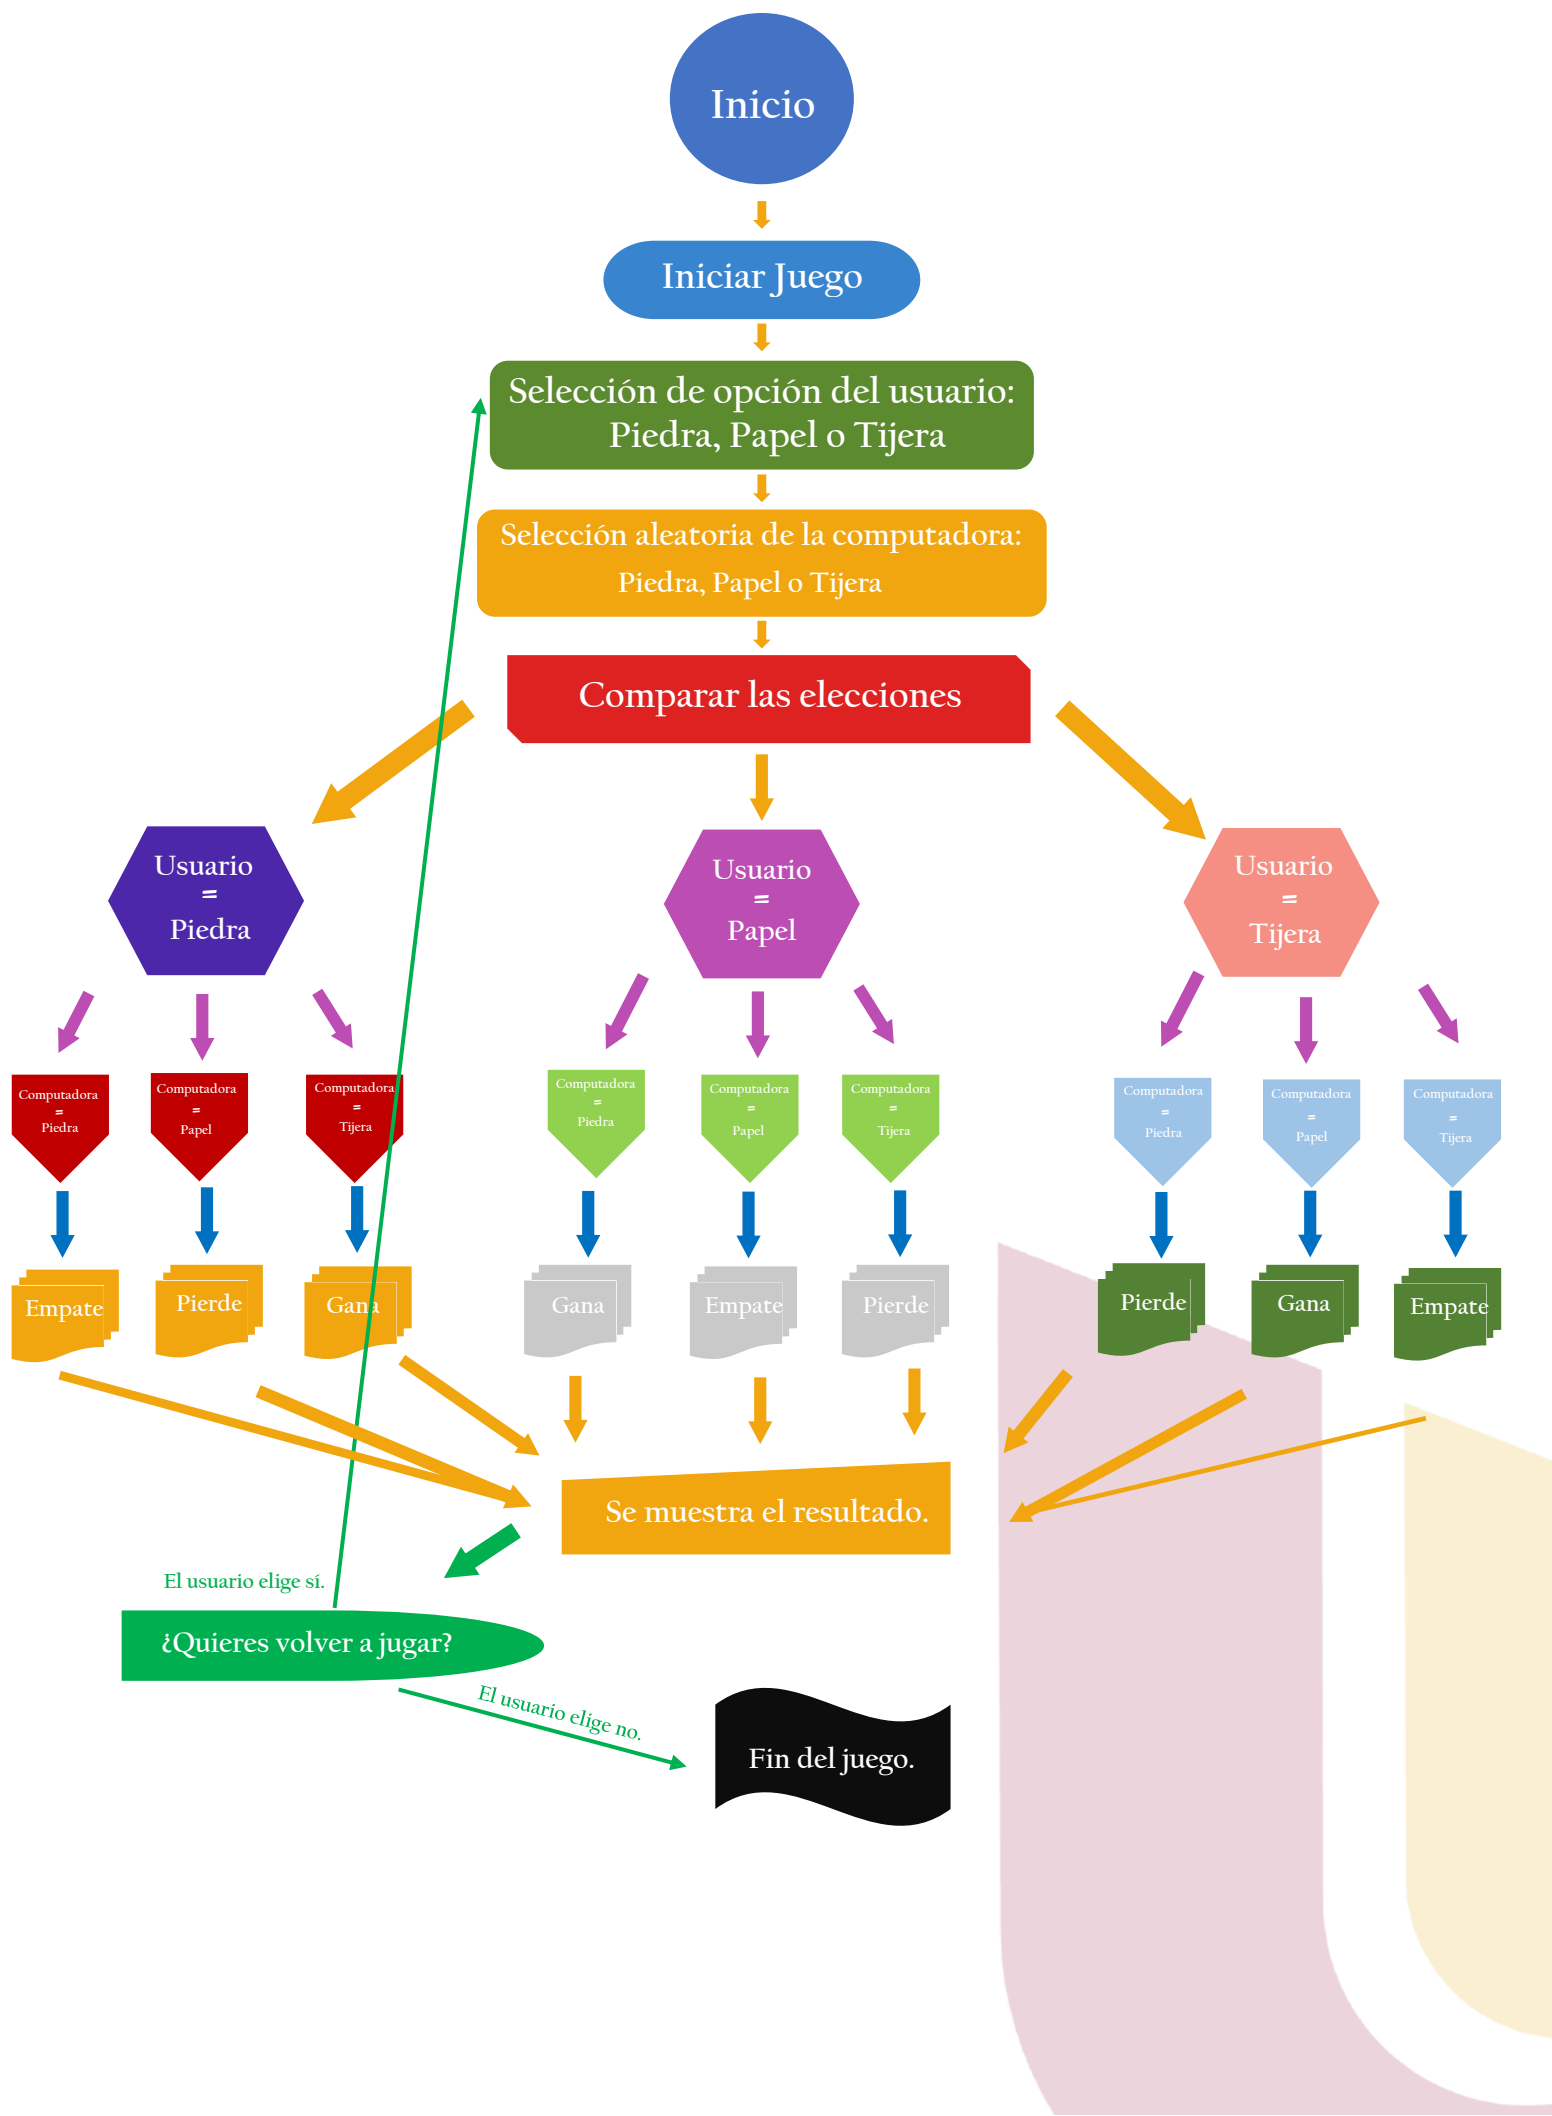 Inicio
Iniciar Juego
Selección de opción del usuario:
Piedra, Papel o Tijera
Selección aleatoria de la computadora:
Piedra, Papel o Tijera
Comparar las elecciones
Usuario
=
Piedra
Usuario
=
Papel
Usuario
=
Tijera
Computadora
=
Piedra
Computadora
=
Papel
Computadora
=
Tijera
Computadora
=
Piedra
Computadora
=
Papel
Computadora
=
Tijera
Computadora
=
Piedra
Computadora
=
Papel
Computadora
=
Tijera
Empate
Pierde
Gana
Gana
Empate
Pierde
Pierde
Gana
Empate
Se muestra el resultado.
El usuario elige sí.
¿Quieres volver a jugar?
El usuario elige no.
Fin del juego.